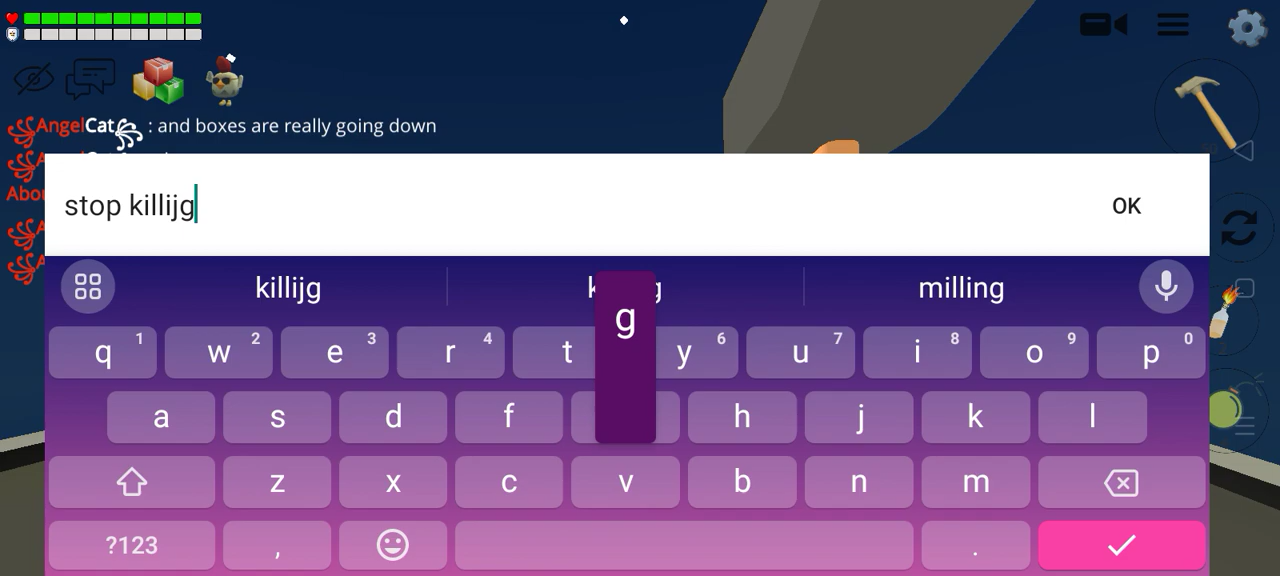 AngelCat : and boxes are really going down
Abo
stop killijg
OK
killijg
g
milling
q 1 w 2 e 3 r 4 t y 6 u 7 i 8 o 9 p 0
a s d f h j k l
z x c v b n m
?123 , .